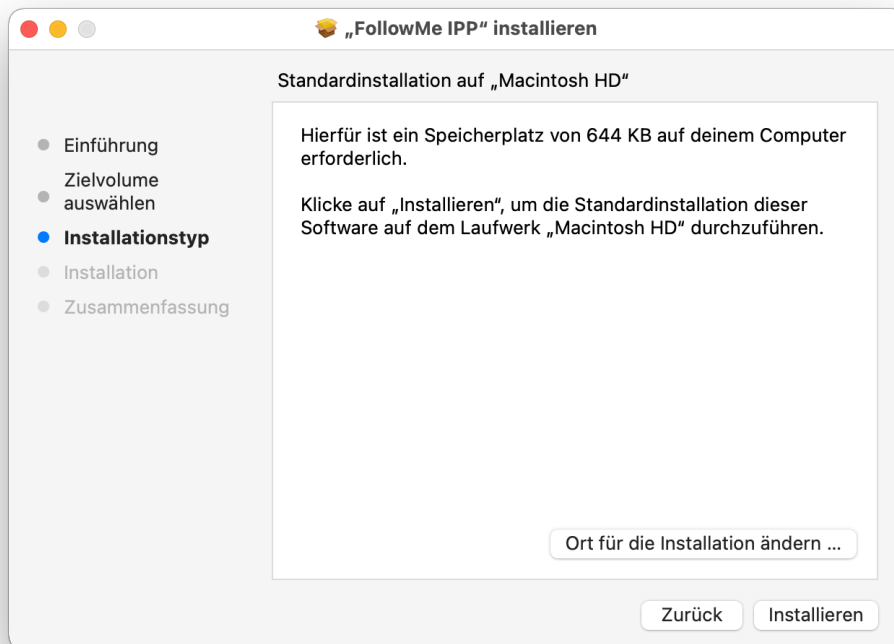 „FollowMe IPP“ installieren
Standardinstallation auf „Macintosh HD“
Einführung
Zielvolume
auswählen
Installationstyp
Installation
Zusammenfassung
Hierfür ist ein Speicherplatz von 644 KB auf deinem Computer
erforderlich.
Klicke auf „Installieren“, um die Standardinstallation dieser
Software auf dem Laufwerk „Macintosh HD“ durchzuführen.
Ort für die Installation ändern ...
Zurück
Installieren